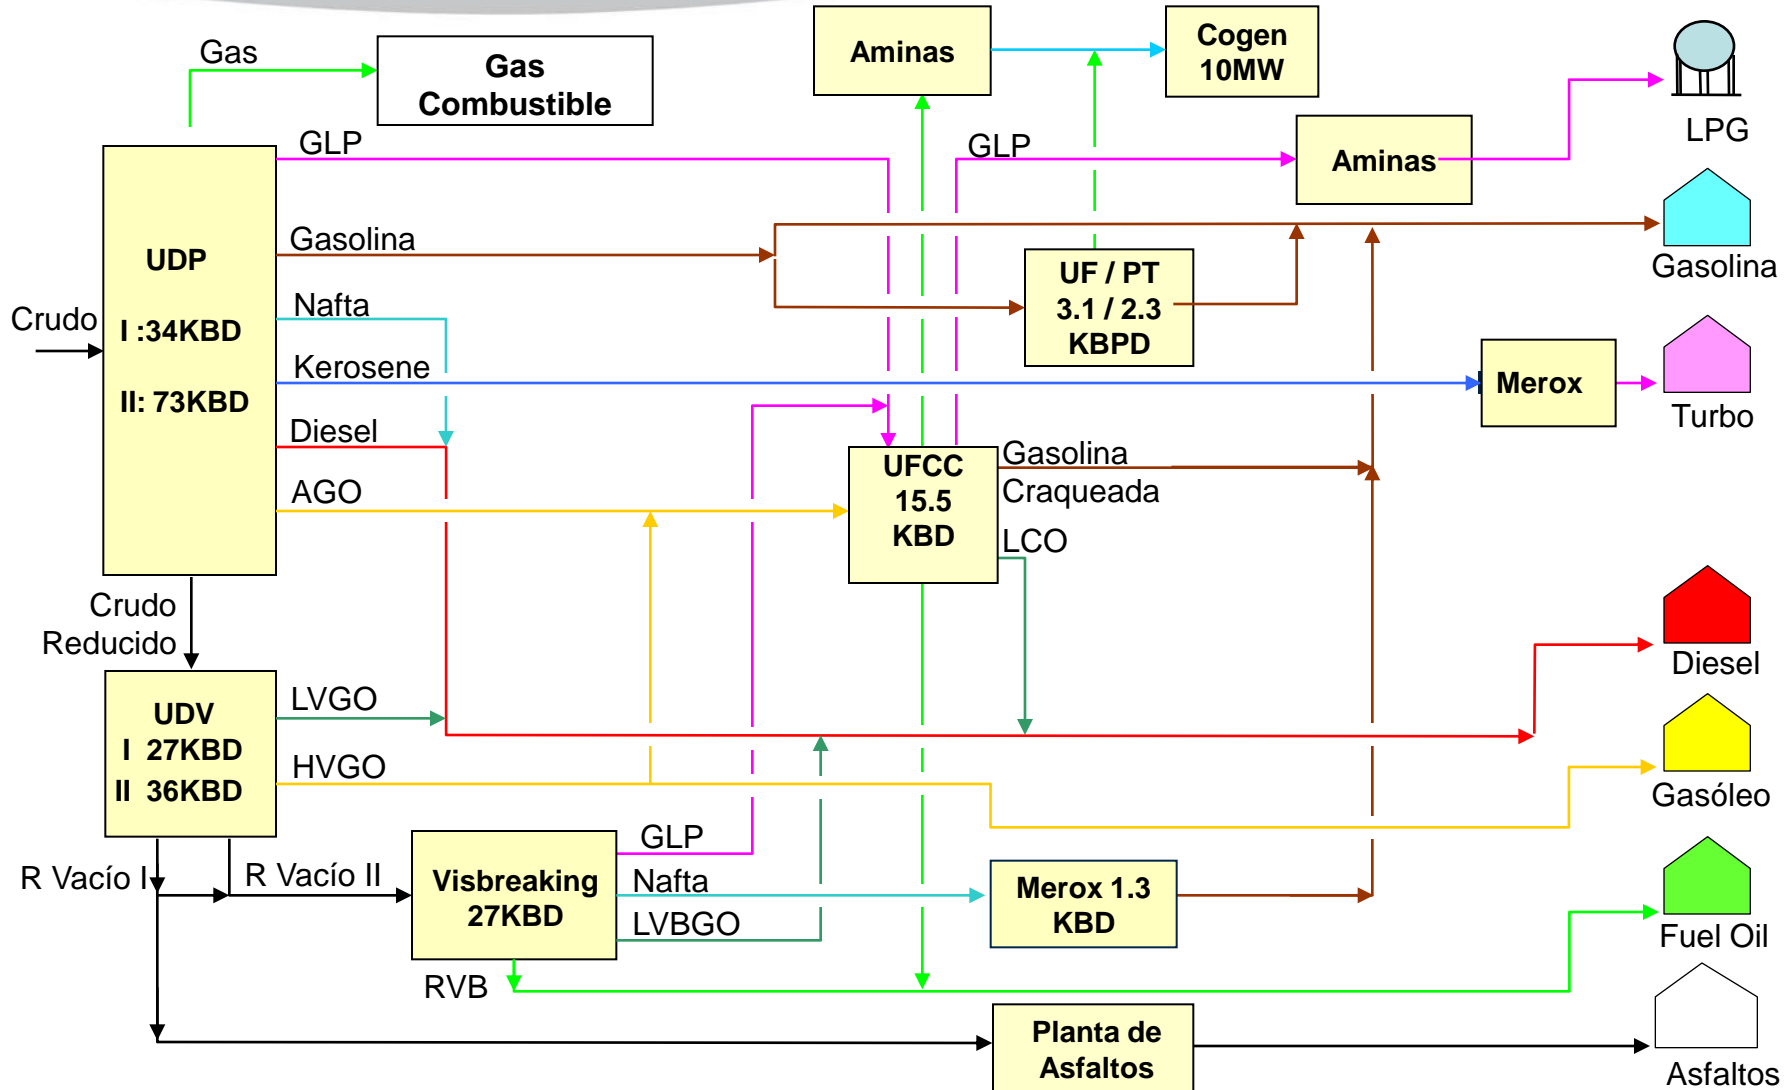 Gas
Gas
Combustible
Aminas
Cogen
10MW
LPG
GLP
GLP
Aminas
UDP
I :34KBD
II: 73KBD
Gasolina
UF / PT
3.1 / 2.3
KBPD
Gasolina
Crudo
Nafta
Kerosene
Merox
Turbo
Diesel
UFCC
15.5
KBD
Gasolina
Craqueada
AGO
LCO
Crudo
Reducido
Diesel
UDV
I 27KBD
II 36KBD
LVGO
HVGO
Gasóleo
R Vacío I
R Vacío II
Visbreaking
27KBD
GLP
Nafta
LVBGO
Merox 1.3
KBD
Fuel Oil
RVB
Planta de
Asfaltos
Asfaltos